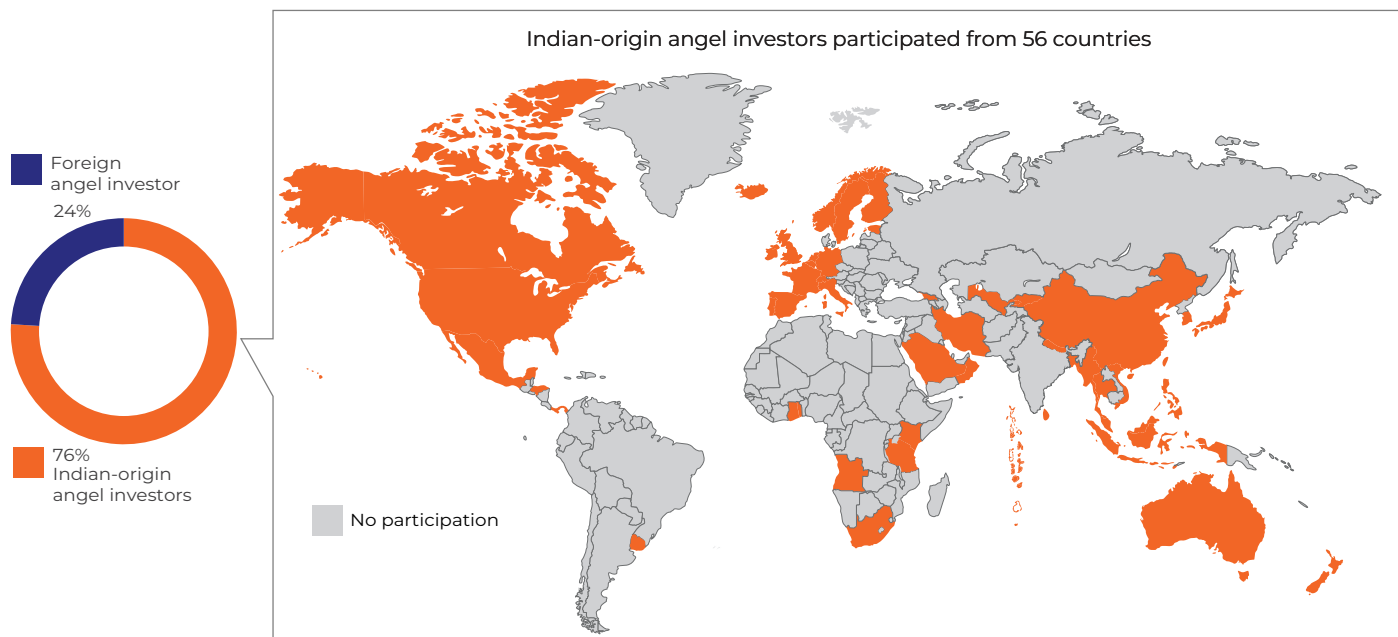 Indian-origin angel investors participated from 56 countries
Foreign
angel investor
24%
76%
Indian-origin
angel investors
No participation